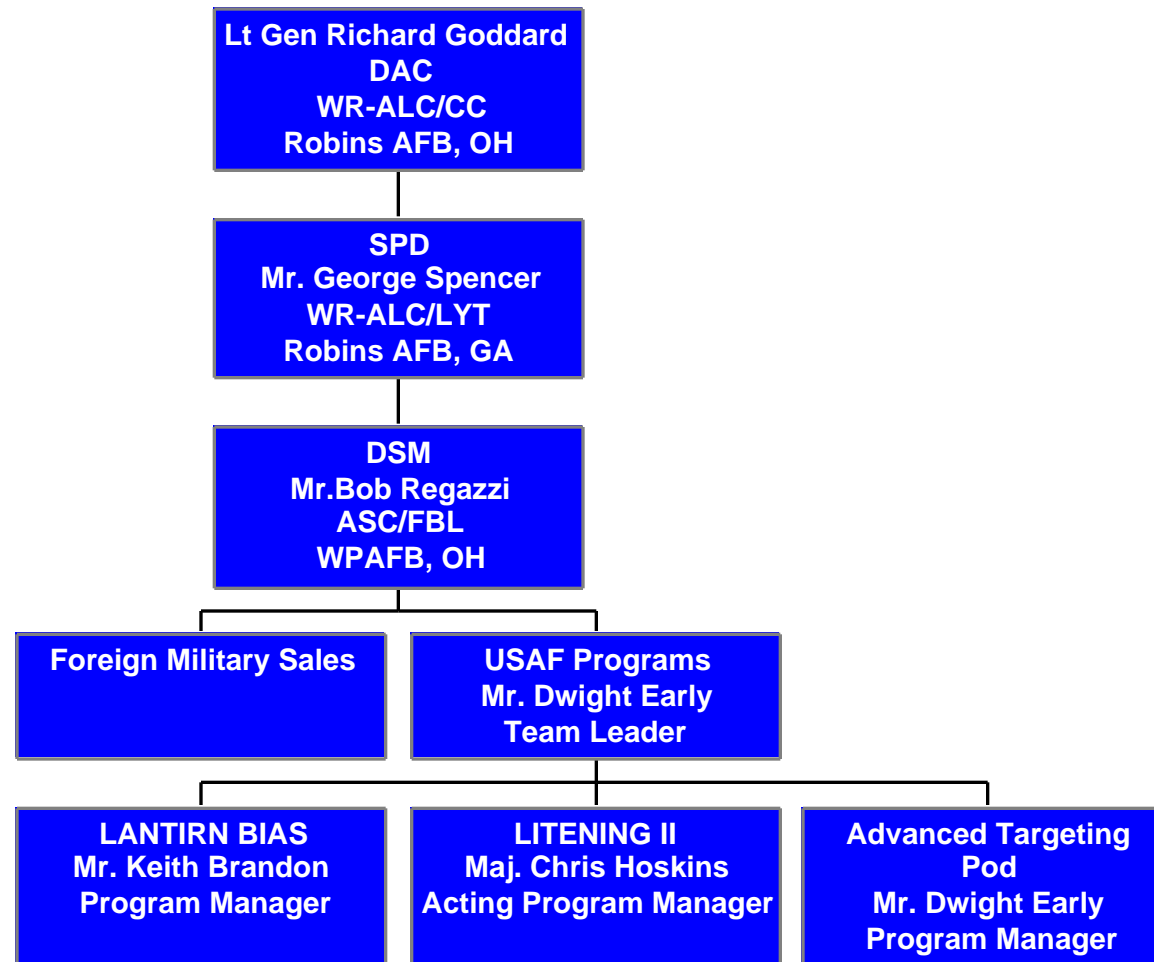 Lt Gen Richard Goddard
DAC
WR-ALC/CC
Robins AFB, OH
SPD
Mr. George Spencer
WR-ALC/LYT
Robins AFB, GA
DSM
Mr.Bob Regazzi
ASC/FBL
WPAFB, OH
Foreign Military Sales
USAF Programs
Mr. Dwight Early
Team Leader
LANTIRN BIAS
Mr. Keith Brandon
Program Manager
LITENING II
Maj. Chris Hoskins
Acting Program Manager
Advanced Targeting
Pod
Mr. Dwight Early
Program Manager